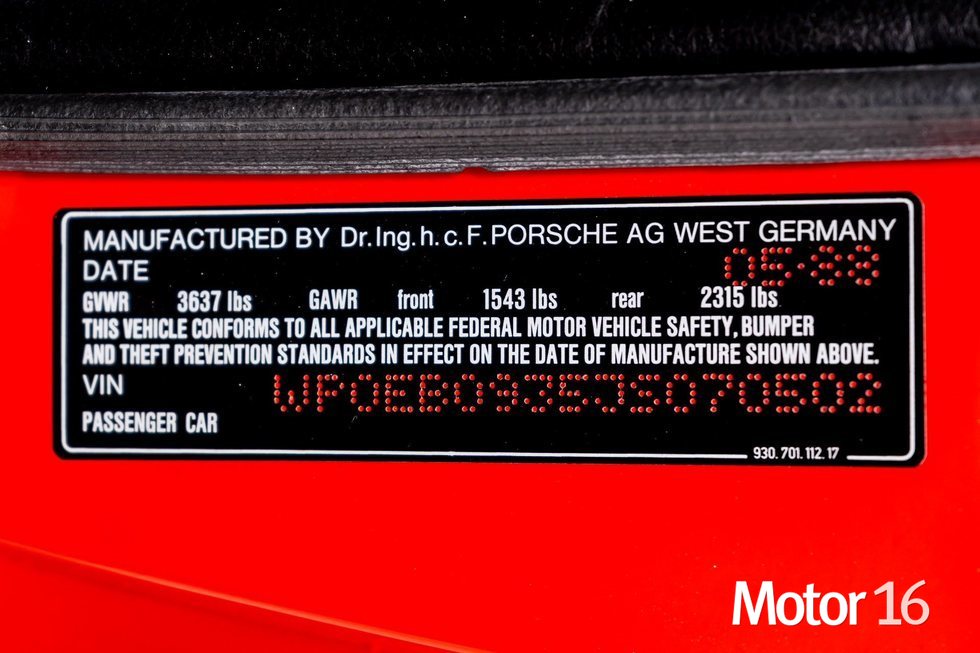 MANUFACTURED BY Dr.Ing.h.c.F.PORSCHE AG WEST GERMANY
DATE 05·88
GVWR 3637 lbs GAWR front 1543 lbs rear 2315 lbs
THIS VEHICLE CONFORMS TO ALL APPLICABLE FEDERAL MOTOR VEHICLE SAFETY, BUMPER
AND THEFT PREVENTION STANDARDS IN EFFECT ON THE DATE OF MANUFACTURE SHOWN ABOVE.
VIN WP0EB0935JS070502
PASSENGER CAR
930.701.112.17
Motor 16